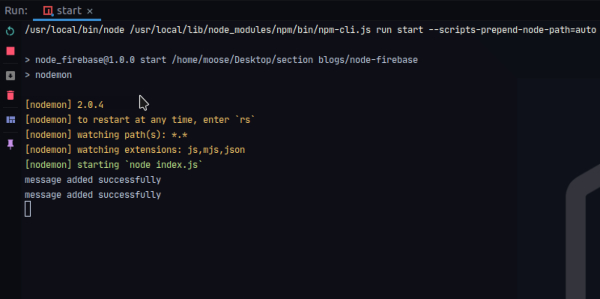 Run: start ×
/usr/local/bin/node /usr/local/lib/node_modules/npm/bin/npm-cli.js run start --scripts-prepend-node-path=auto
> node_firebase@1.0.0 start /home/moose/Desktop/section blogs/node-firebase
> nodemon
[nodemon] 2.0.4
[nodemon] to restart at any time, enter `rs`
[nodemon] watching path(s): *.*
[nodemon] watching extensions: js,mjs,json
[nodemon] starting `node index.js`
message added successfully
message added successfully